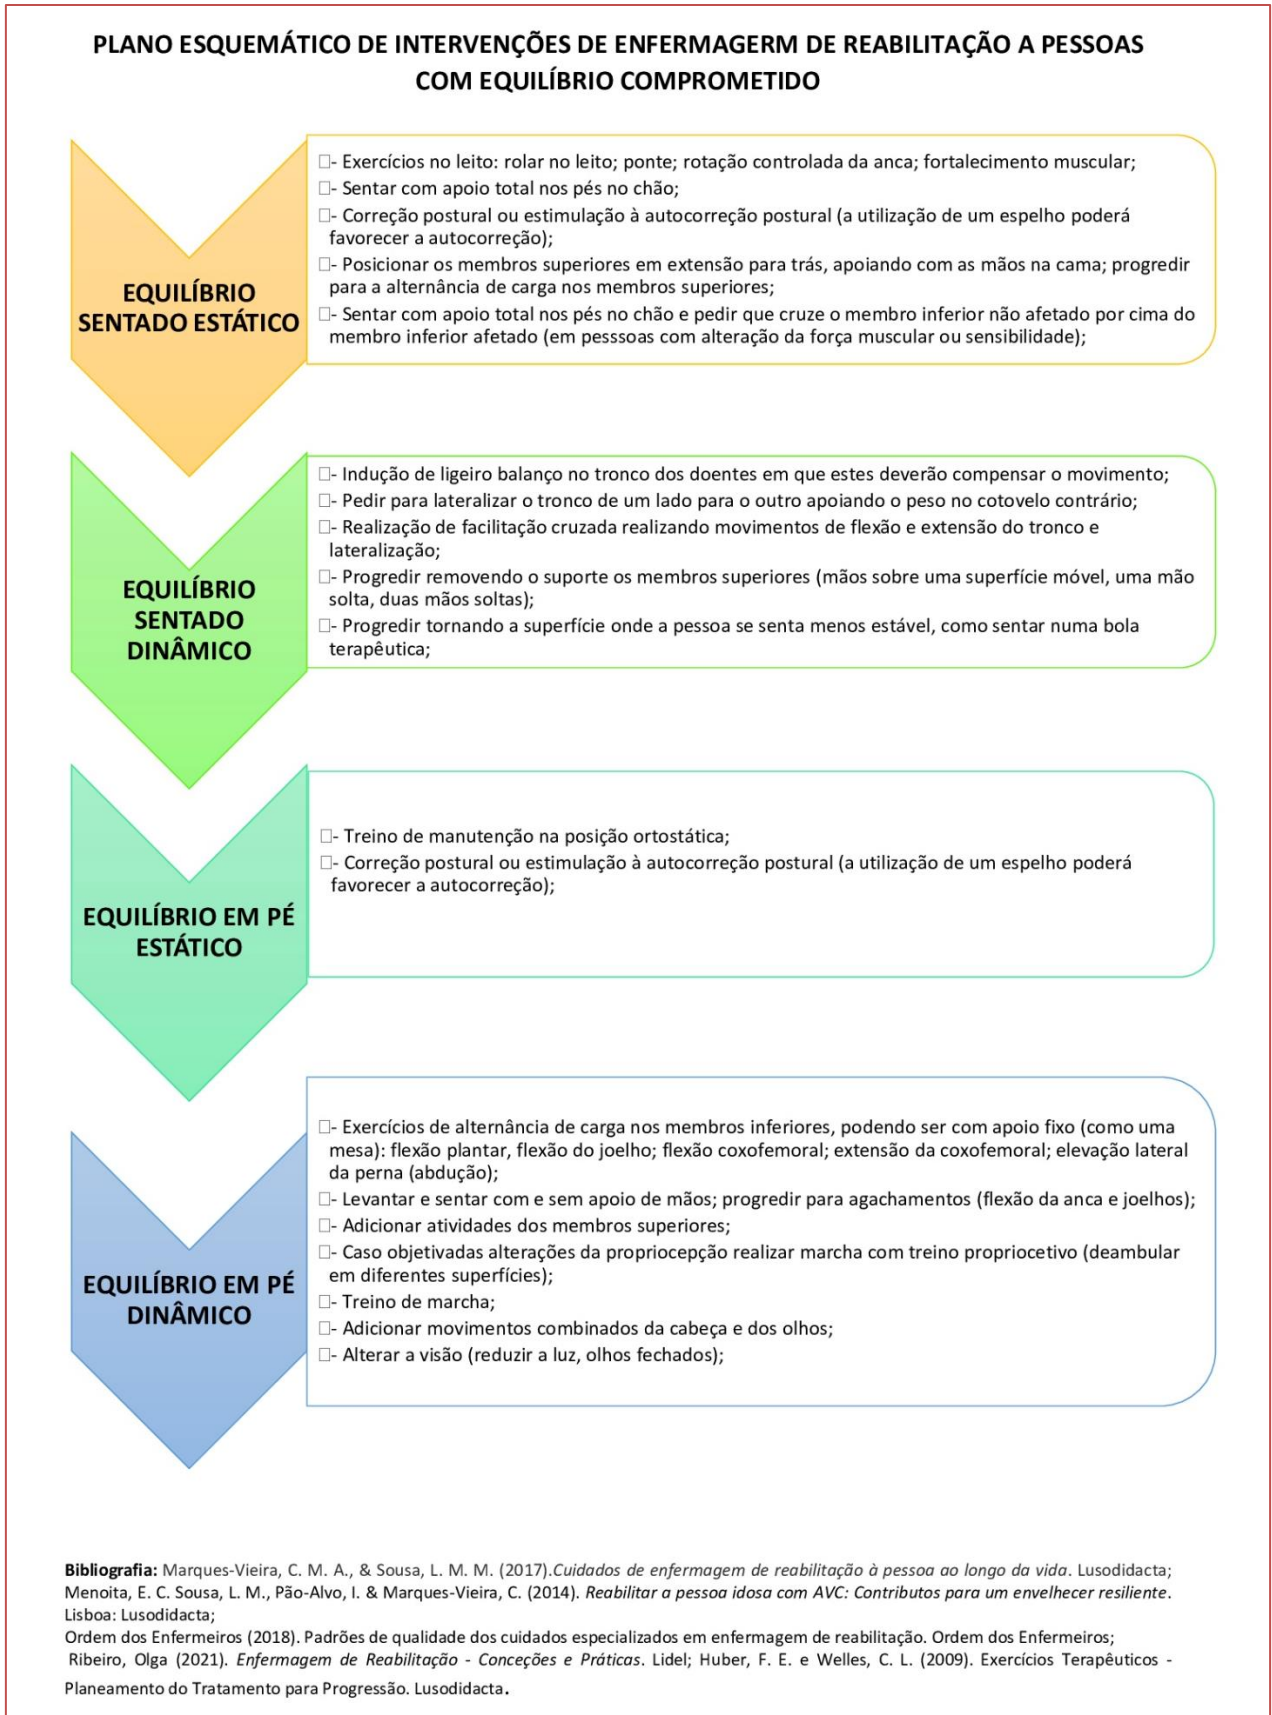 PLANO ESQUEMÁTICO DE INTERVENÇÕES DE ENFERMAGERM DE REABILITAÇÃO A PESSOAS
COM EQUILÍBRIO COMPROMETIDO
EQUILÍBRIO
SENTADO ESTÁTICO
□- Exercícios no leito: rolar no leito; ponte; rotação controlada da anca; fortalecimento muscular;
□- Sentar com apoio total nos pés no chão;
□- Correção postural ou estimulação à autocorreção postural (a utilização de um espelho poderá
favorecer a autocorreção);
□- Posicionar os membros superiores em extensão para trás, apoiando com as mãos na cama; progredir
para a alternância de carga nos membros superiores;
□- Sentar com apoio total nos pés no chão e pedir que cruze o membro inferior não afetado por cima do
membro inferior afetado (em pesssoas com alteração da força muscular ou sensibilidade);
EQUILÍBRIO
SENTADO
DINÂMICO
□- Indução de ligeiro balanço no tronco dos doentes em que estes deverão compensar o movimento;
□- Pedir para lateralizar o tronco de um lado para o outro apoiando o peso no cotovelo contrário;
□- Realização de facilitação cruzada realizando movimentos de flexão e extensão do tronco e
lateralização;
□- Progredir removendo o suporte os membros superiores (mãos sobre uma superfície móvel, uma mão
solta, duas mãos soltas);
□- Progredir tornando a superfície onde a pessoa se senta menos estável, como sentar numa bola
terapêutica;
EQUILÍBRIO EM PÉ
ESTÁTICO
□- Treino de manutenção na posição ortostática;
□- Correção postural ou estimulação à autocorreção postural (a utilização de um espelho poderá
favorecer a autocorreção);
EQUILÍBRIO EM PÉ
DINÂMICO
□- Exercícios de alternância de carga nos membros inferiores, podendo ser com apoio fixo (como uma
mesa): flexão plantar, flexão do joelho; flexão coxofemoral; extensão da coxofemoral; elevação lateral
da perna (abdução);
□- Levantar e sentar com e sem apoio de mãos; progredir para agachamentos (flexão da anca e joelhos);
□- Adicionar atividades dos membros superiores;
□- Caso objetivadas alterações da propriocepção realizar marcha com treino propriocetivo (deambular
em diferentes superfícies);
□- Treino de marcha;
□- Adicionar movimentos combinados da cabeça e dos olhos;
□- Alterar a visão (reduzir a luz, olhos fechados);
Bibliografia: Marques-Vieira, C. M. A., & Sousa, L. M. M. (2017).Cuidados de enfermagem de reabilitação à pessoa ao longo da vida. Lusodidacta;
Menoita, E. C. Sousa, L. M., Pão-Alvo, I. & Marques-Vieira, C. (2014). Reabilitar a pessoa idosa com AVC: Contributos para um envelhecer resiliente.
Lisboa: Lusodidacta;
Ordem dos Enfermeiros (2018). Padrões de qualidade dos cuidados especializados em enfermagem de reabilitação. Ordem dos Enfermeiros;
Ribeiro, Olga (2021). Enfermagem de Reabilitação - Conceções e Práticas. Lidel; Huber, F. E. e Welles, C. L. (2009). Exercícios Terapêuticos -
Planeamento do Tratamento para Progressão. Lusodidacta.